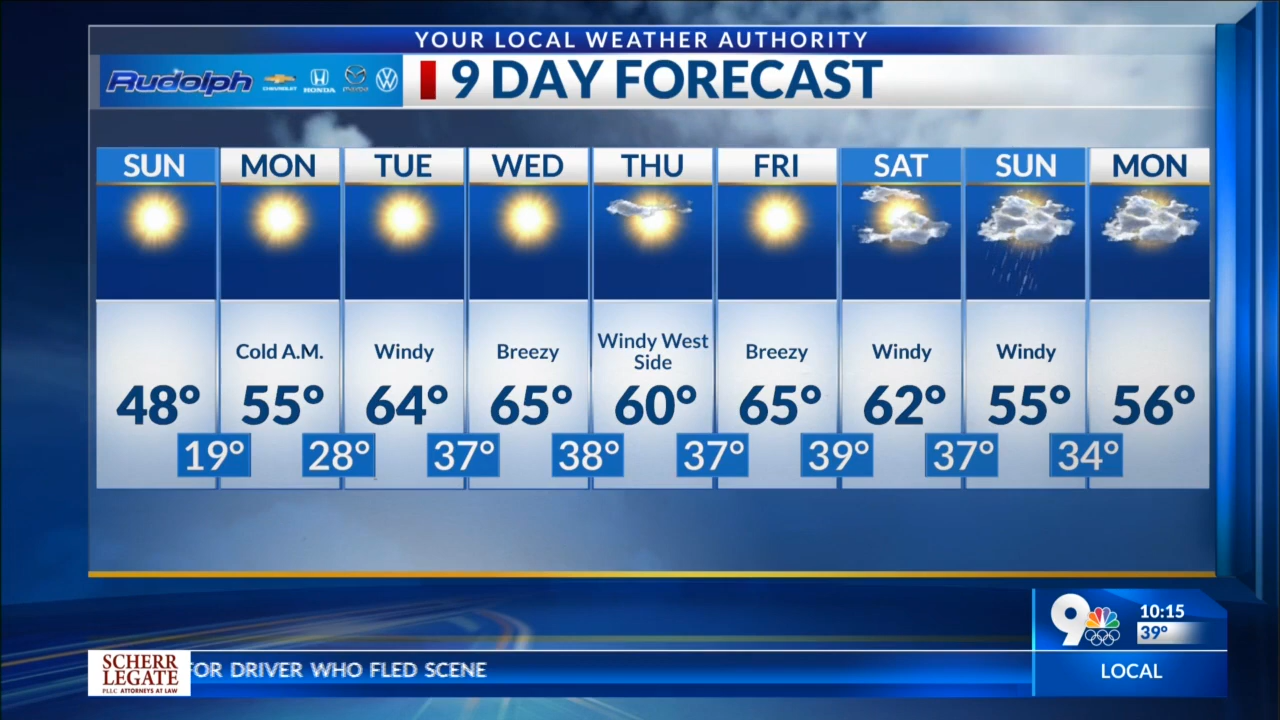 YOUR LOCAL WEATHER AUTHORITY
Rudolph CHEVROLET HONDA mazda
9 DAY FORECAST
SUN MON TUE WED THU FRI SAT SUN MON
Cold A.M. Windy Breezy Windy West Side Breezy Windy Windy
48° 55° 64° 65° 60° 65° 62° 55° 56°
19° 28° 37° 38° 37° 39° 37° 34°
9 10:15
39°
SCHERR
LEGATE
PLLC ATTORNEYS AT LAW
FOR DRIVER WHO FLED SCENE
LOCAL